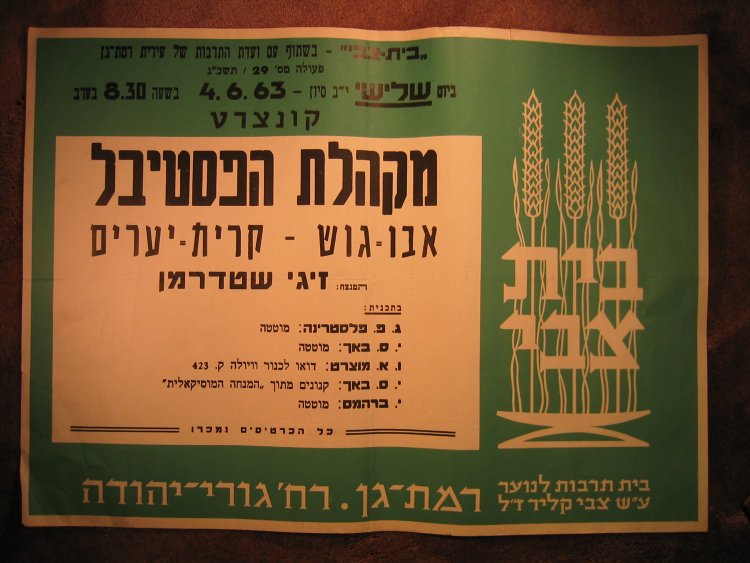 „בית-צבי" - בשתוף עם ועדת התרבות של עירית רמת-גן
פעולה מס' 29 / תשכ"ג
ביום שלישי י"ב סיון - 4.6.63 בשעה 8.30 בערב
קונצרט
מקהלת הפסטיבל
אבו-גוש - קרית-יערים
המנצח: זיגי שטדרמן
בתכנית:
ג. פ. פלסטרינה: מוטטה
י. ס. באך: מוטטה
ו. א. מוצרט: דואו לכנור וויולה ק. 423
י. ס. באך: קנונים מתוך „המנחה המוסיקאלית"
י. ברהמס: מוטטה
כל הכרטיסים נמכרו
בית
צבי
בית תרבות לנוער
ע"ש צבי קליר ז"ל
רמת-גן. רח' גורי-יהודה